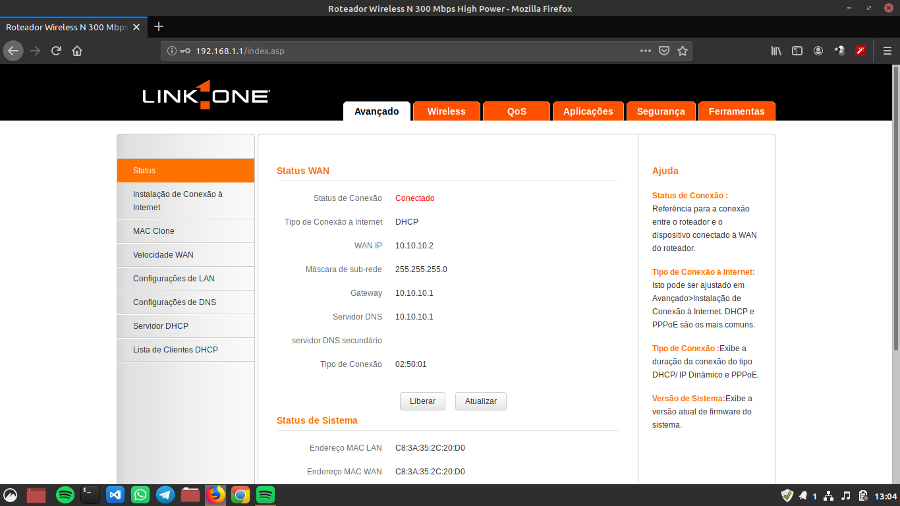 Roteador Wireless N 300 Mbps High Power - Mozilla Firefox
Roteador Wireless N 300 Mbps
192.168.1.1/index.asp
LINK ONE
Avançado
Wireless
QoS
Aplicações
Segurança
Ferramentas
Status
Instalação de Conexão à
Internet
MAC Clone
Velocidade WAN
Configurações de LAN
Configurações de DNS
Servidor DHCP
Lista de Clientes DHCP
Status WAN
Status de Conexão Conectado
Tipo de Conexão à Internet DHCP
WAN IP 10.10.10.2
Máscara de sub-rede 255.255.255.0
Gateway 10.10.10.1
Servidor DNS 10.10.10.1
servidor DNS secundário
Tipo de Conexão 02:50:01
Liberar Atualizar
Status de Sistema
Endereço MAC LAN C8:3A:35:2C:20:D0
Endereço MAC WAN C8:3A:35:2C:20:D0
Ajuda
Status de Conexão :
Referência para a conexão
entre o roteador e o
dispositivo conectado à WAN
do roteador.
Tipo de Conexão à Internet:
Isto pode ser ajustado em
Avançado>Instalação de
Conexão à Internet. DHCP e
PPPoE são os mais comuns.
Tipo de Conexão :Exibe a
duração da conexão do tipo
DHCP/ IP Dinâmico e PPPoE.
Versão de Sistema:Exibe a
versão atual de firmware do
sistema.
1
13:04